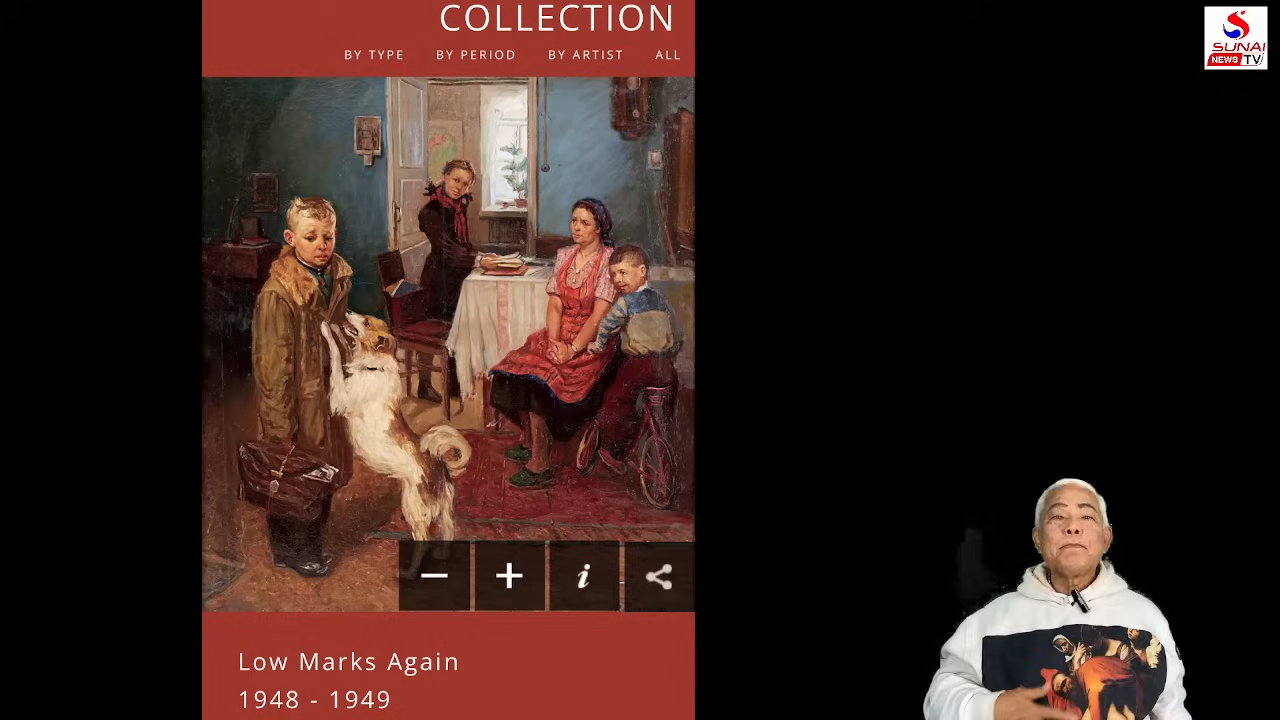 COLLECTION
BY TYPE BY PERIOD BY ARTIST ALL
SUNAI
NEWS TV
Low Marks Again
1948 - 1949